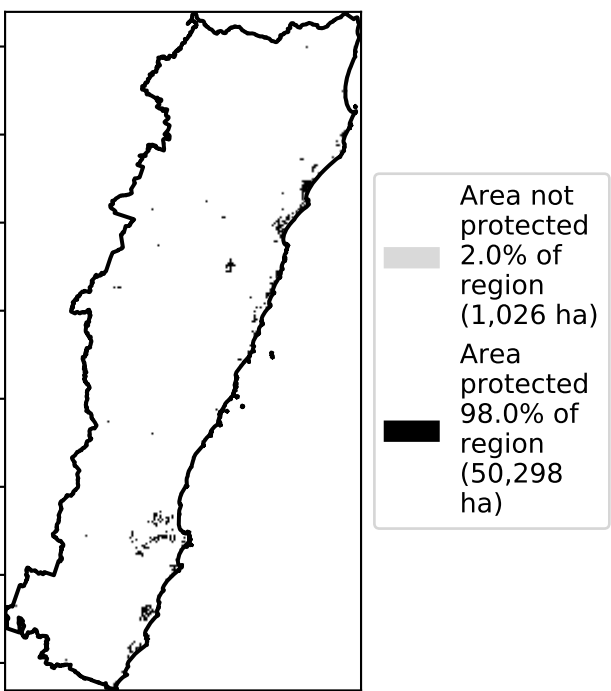 Area not
protected
2.0% of
region
(1,026 ha)
Area
protected
98.0% of
region
(50,298
ha)